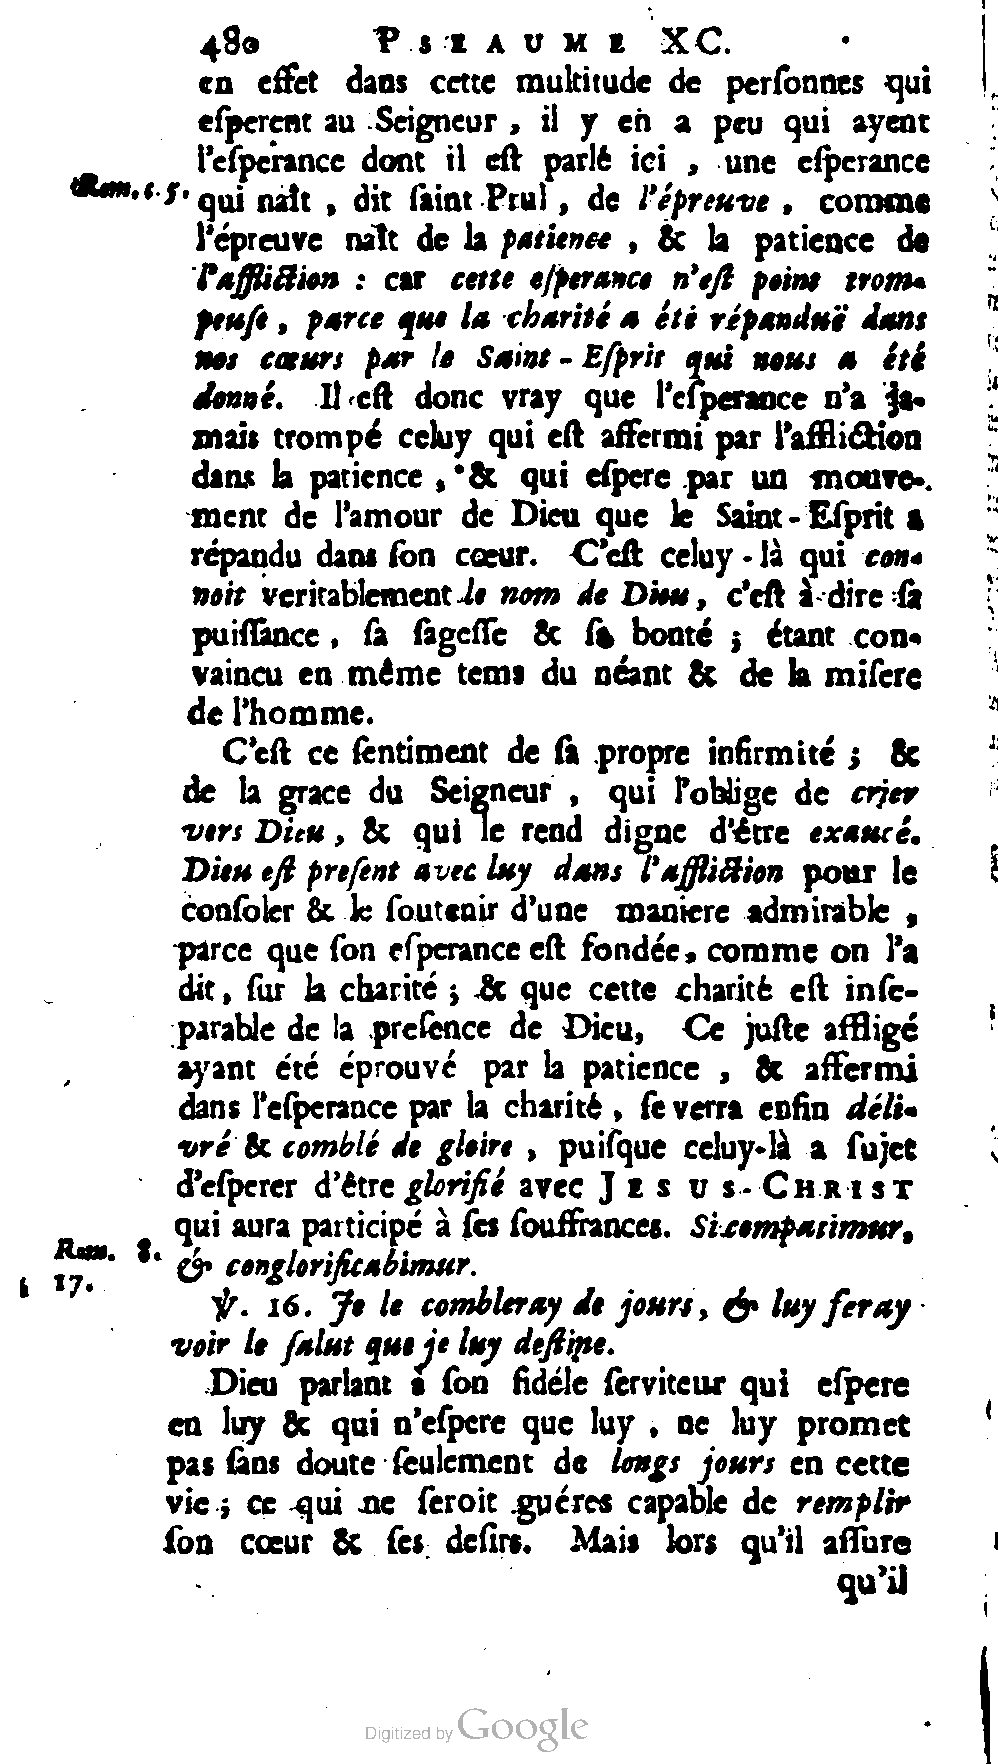 480 PSEAUME XC.
en effet dans cette multitude de perſonnes qui
eſperent au Seigneur, il y en a peu qui ayent
l'eſperance dont il eſt parlé ici, une eſperance
Rom. 5. qui naît, dit ſaint Paul, de l'épreuve, comme
l'épreuve naît de la patience, & la patience de
l'affliction : car cette eſperance n'eſt point trom-
peuſe, parce que la charité a été répanduë dans
nos cœurs par le Saint-Eſprit qui nous a été
donné. Il eſt donc vray que l'eſperance n'a ja-
mais trompé celuy qui eſt affermi par l'affliction
dans la patience, & qui eſpere par un mouve-
ment de l'amour de Dieu que le Saint-Eſprit a
répandu dans ſon cœur. C'eſt celuy-là qui con-
noit veritablement le nom de Dieu, c'eſt à dire ſa
puiſſance, ſa ſageſſe & ſa bonté ; étant con-
vaincu en même tems du néant & de la miſere
de l'homme.
C'eſt ce ſentiment de ſa propre infirmité ; &
de la grace du Seigneur, qui l'oblige de crier
vers Dieu, & qui le rend digne d'être exaucé.
Dieu eſt preſent avec luy dans l'affliction pour le
conſoler & le ſoutenir d'une maniere admirable,
parce que ſon eſperance eſt fondée, comme on l'a
dit, ſur la charité ; & que cette charité eſt inſe-
parable de la preſence de Dieu, Ce juſte affligé
ayant été éprouvé par la patience, & affermi
dans l'eſperance par la charité, ſe verra enfin déli-
vré & comblé de gloire, puiſque celuy-là a ſujet
d'eſperer d'être glorifié avec JESUS-CHRIST
qui aura participé à ſes ſouffrances. Si compatimur,
Rom. 8. & conglorificabimur.
17.
℣. 16. Je le combleray de jours, & luy feray
voir le ſalut que je luy deſtine.
Dieu parlant à ſon fidéle ſerviteur qui eſpere
en luy & qui n'eſpere que luy, ne luy promet
pas ſans doute ſeulement de longs jours en cette
vie ; ce qui ne ſeroit guéres capable de remplir
ſon cœur & ſes deſirs. Mais lors qu'il aſſure
qu'il
Digitized by Google